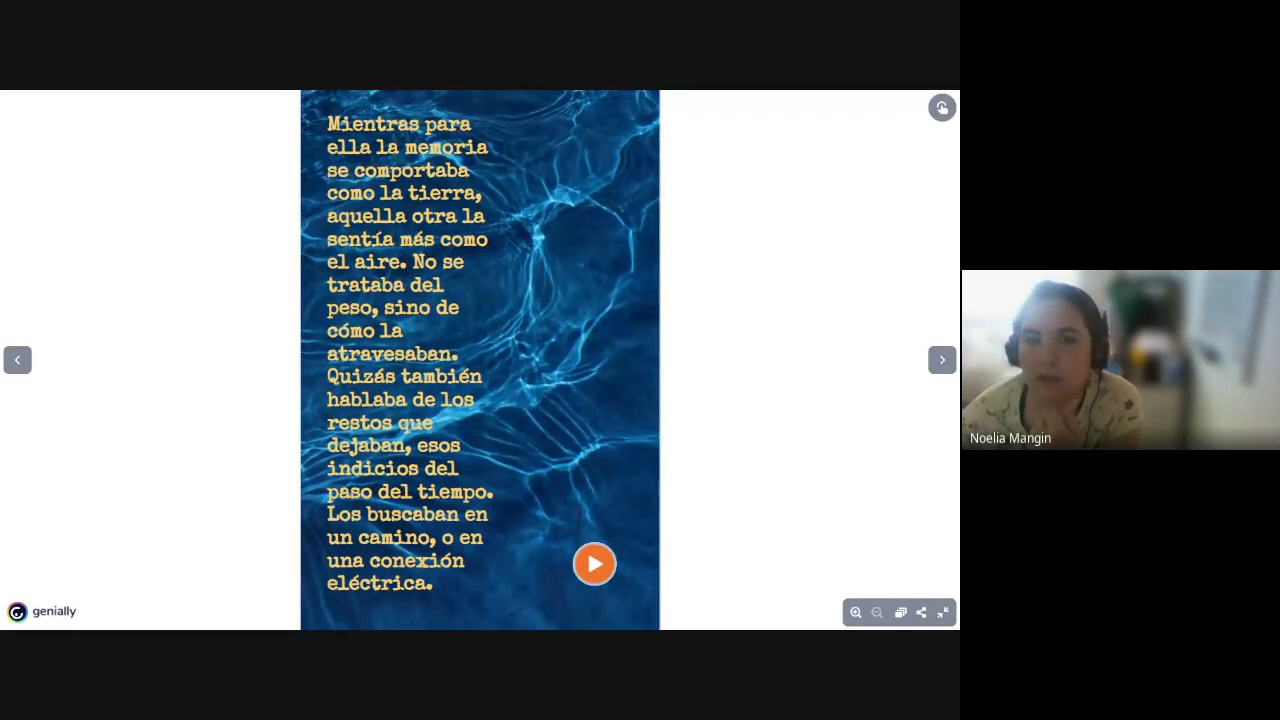 Mientras para
ella la memoria
se comportaba
como la tierra,
aquella otra la
sentía más como
el aire. No se
trataba del
peso, sino de
cómo la
atravesaban.
Quizás también
hablaba de los
restos que
dejaban, esos
indicios del
paso del tiempo.
Los buscaban en
un camino, o en
una conexión
eléctrica.
genially
Noelia Mangin